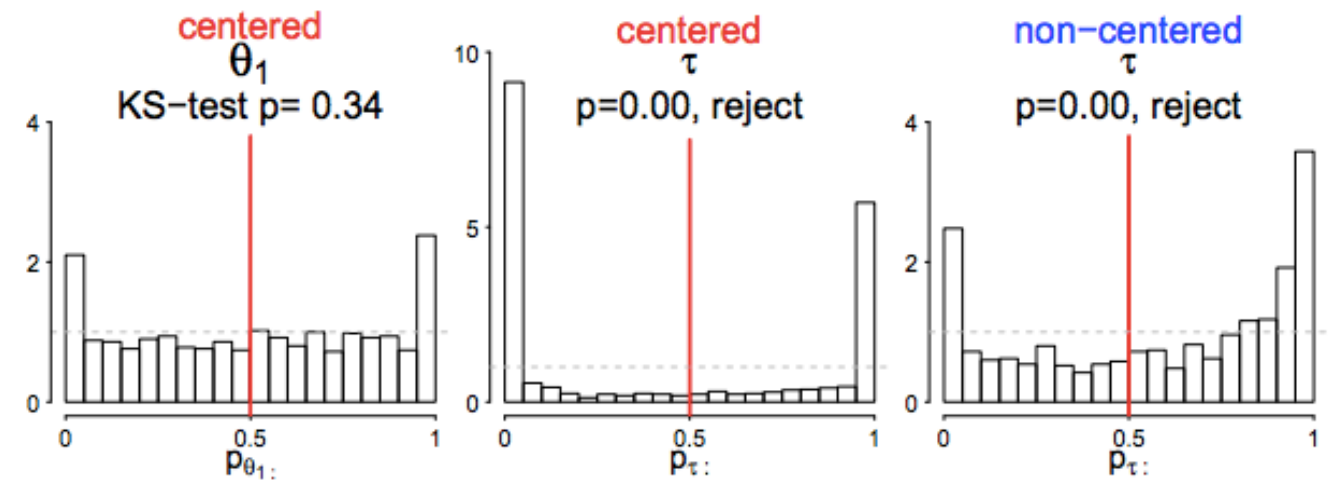 centered
θ1
KS−test p= 0.34
4
2
0
0
0.5
1
pθ1:
centered
τ
p=0.00, reject
10
5
0
0
0.5
1
pτ:
non−centered
τ
p=0.00, reject
4
2
0
0
0.5
1
pτ: